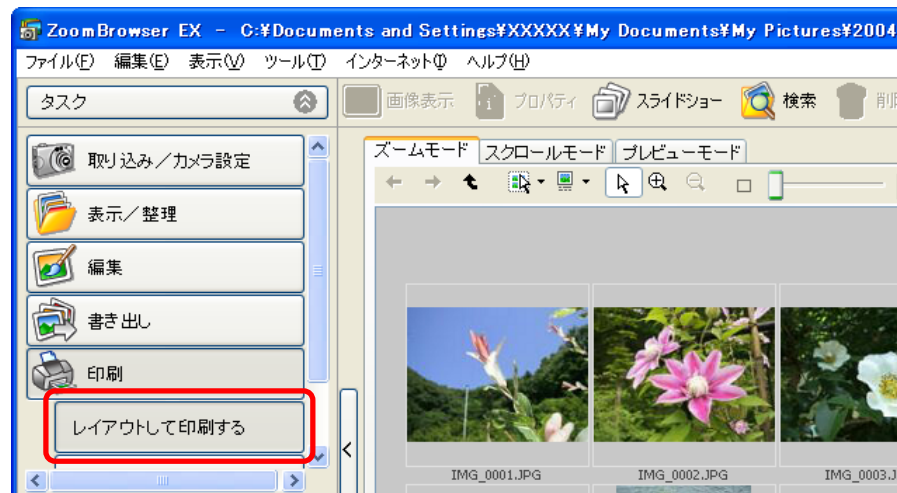 ZoomBrowser EX - C:¥Documents and Settings¥XXXXX¥My Documents¥My Pictures¥2004
ファイル(F) 編集(E) 表示(V) ツール(T) インターネット(I) ヘルプ(H)
タスク 画像表示 プロパティ スライドショー 検索 削
ズームモード スクロールモード プレビューモード
取り込み／カメラ設定
表示／整理
編集
書き出し
印刷
レイアウトして印刷する
IMG_0001.JPG IMG_0002.JPG IMG_0003.J